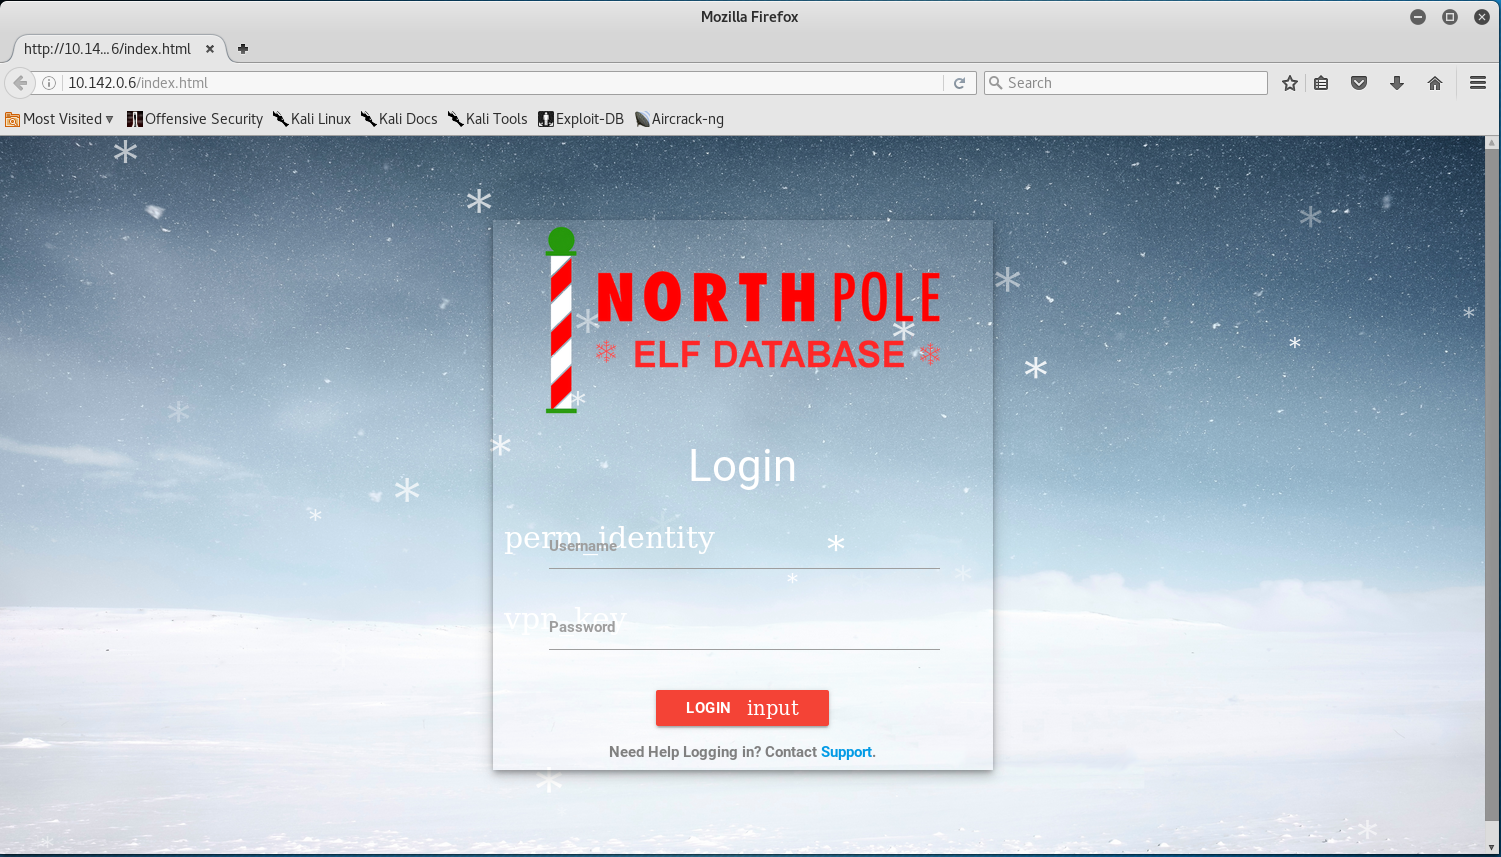 Mozilla Firefox
http://10.14...6/index.html
10.142.0.6/index.html
Search
Most Visited
Offensive Security
Kali Linux
Kali Docs
Kali Tools
Exploit-DB
Aircrack-ng
NORTH POLE
ELF DATABASE
Login
perm_identity
Username
vpn_key
Password
LOGIN input
Need Help Logging in? Contact Support.